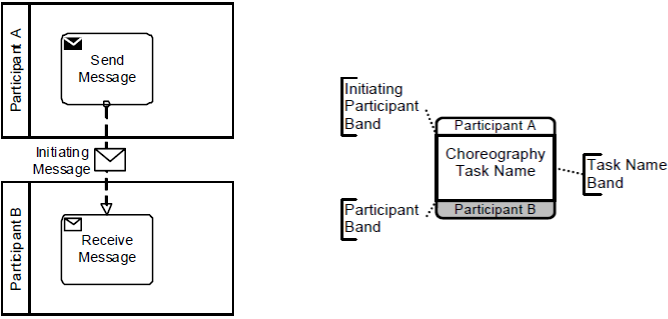 Participant A
Send
Message
Initiating
Message
Participant B
Receive
Message
Initiating
Participant
Band
Participant A
Choreography
Task Name
Participant B
Participant
Band
Task Name
Band